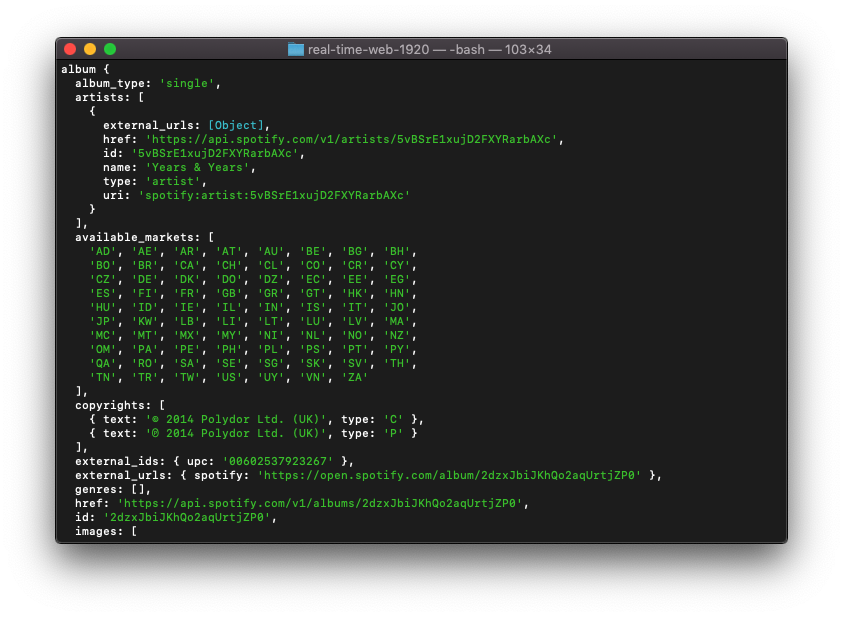 real-time-web-1920 — -bash — 103×34
album {
  album_type: 'single',
  artists: [
    {
      external_urls: [Object],
      href: 'https://api.spotify.com/v1/artists/5vBSrE1xujD2FXYRarbAXc',
      id: '5vBSrE1xujD2FXYRarbAXc',
      name: 'Years & Years',
      type: 'artist',
      uri: 'spotify:artist:5vBSrE1xujD2FXYRarbAXc'
    }
  ],
  available_markets: [
    'AD', 'AE', 'AR', 'AT', 'AU', 'BE', 'BG', 'BH',
    'BO', 'BR', 'CA', 'CH', 'CL', 'CO', 'CR', 'CY',
    'CZ', 'DE', 'DK', 'DO', 'DZ', 'EC', 'EE', 'EG',
    'ES', 'FI', 'FR', 'GB', 'GR', 'GT', 'HK', 'HN',
    'HU', 'ID', 'IE', 'IL', 'IN', 'IS', 'IT', 'JO',
    'JP', 'KW', 'LB', 'LI', 'LT', 'LU', 'LV', 'MA',
    'MC', 'MT', 'MX', 'MY', 'NI', 'NL', 'NO', 'NZ',
    'OM', 'PA', 'PE', 'PH', 'PL', 'PS', 'PT', 'PY',
    'QA', 'RO', 'SA', 'SE', 'SG', 'SK', 'SV', 'TH',
    'TN', 'TR', 'TW', 'US', 'UY', 'VN', 'ZA'
  ],
  copyrights: [
    { text: '© 2014 Polydor Ltd. (UK)', type: 'C' },
    { text: '℗ 2014 Polydor Ltd. (UK)', type: 'P' }
  ],
  external_ids: { upc: '00602537923267' },
  external_urls: { spotify: 'https://open.spotify.com/album/2dzxJbiJKhQo2aqUrtjZP0' },
  genres: [],
  href: 'https://api.spotify.com/v1/albums/2dzxJbiJKhQo2aqUrtjZP0',
  id: '2dzxJbiJKhQo2aqUrtjZP0',
  images: [